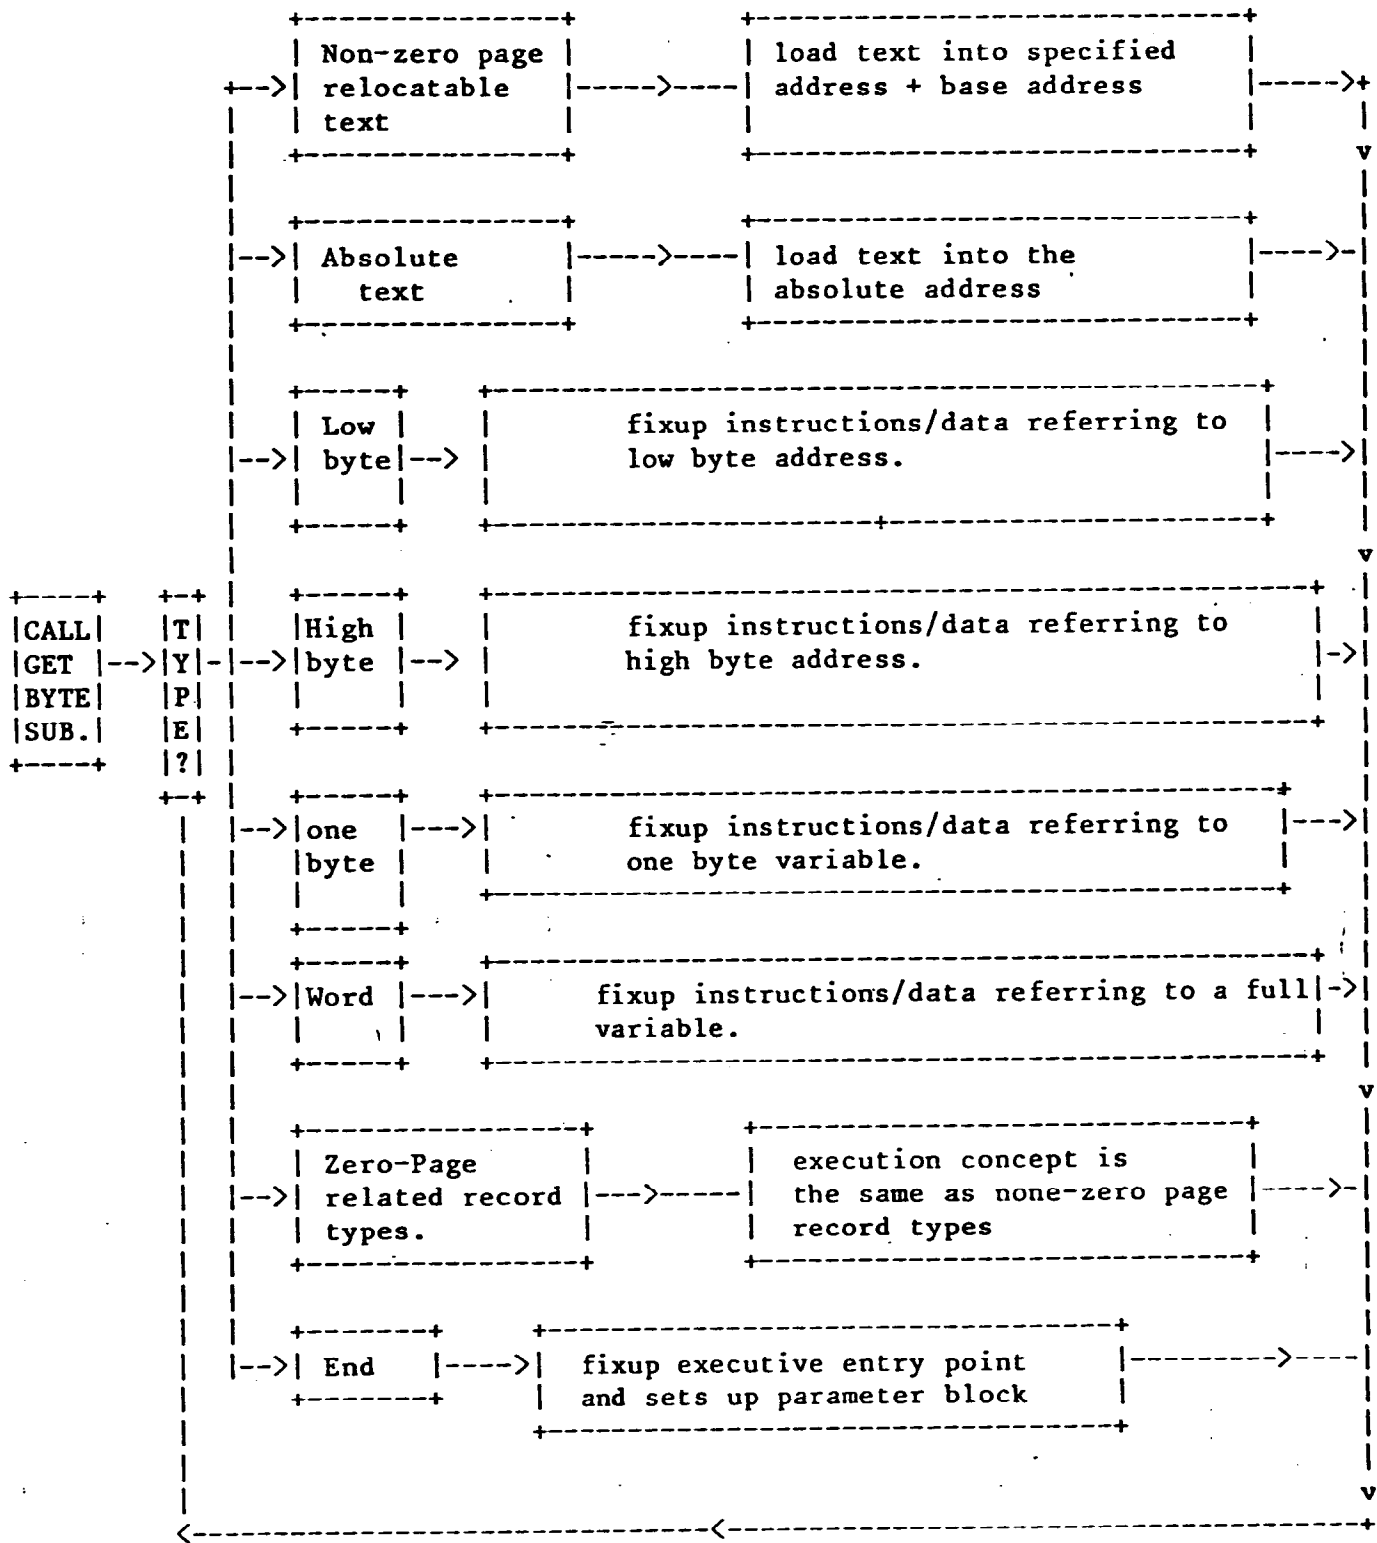 Non-zero page
relocatable
text
load text into specified
address + base address
Absolute
text
load text into the
absolute address
Low
byte
fixup instructions/data referring to
low byte address.
CALL
GET
BYTE
SUB.
T
Y
P
E
?
High
byte
fixup instructions/data referring to
high byte address.
one
byte
fixup instructions/data referring to
one byte variable.
Word
fixup instructions/data referring to a full
variable.
Zero-Page
related record
types.
execution concept is
the same as none-zero page
record types
End
fixup executive entry point
and sets up parameter block